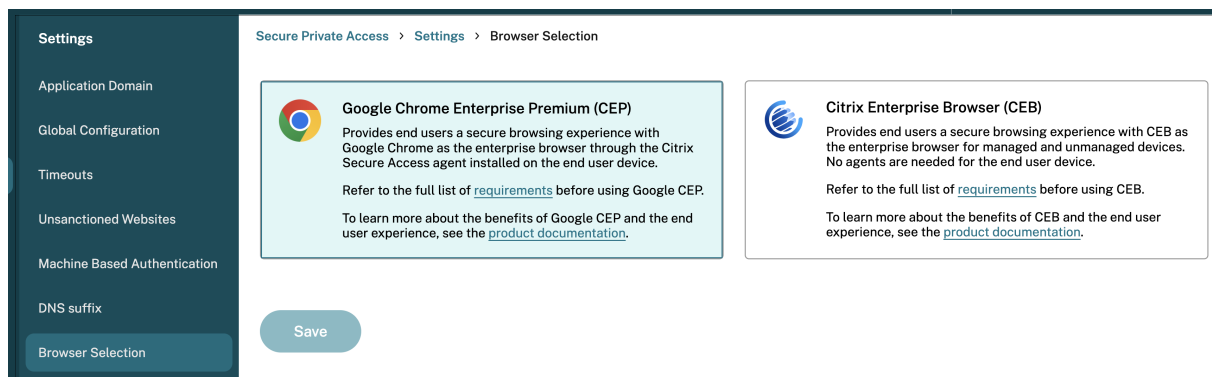 Settings
Application Domain
Global Configuration
Timeouts
Unsanctioned Websites
Machine Based Authentication
DNS suffix
Browser Selection
Secure Private Access > Settings > Browser Selection
Google Chrome Enterprise Premium (CEP)
Provides end users a secure browsing experience with
Google Chrome as the enterprise browser through the Citrix
Secure Access agent installed on the end user device.
Refer to the full list of requirements before using Google CEP.
To learn more about the benefits of Google CEP and the end
user experience, see the product documentation.
Citrix Enterprise Browser (CEB)
Provides end users a secure browsing experience with CEB as
the enterprise browser for managed and unmanaged devices.
No agents are needed for the end user device.
Refer to the full list of requirements before using CEB.
To learn more about the benefits of CEB and the end user
experience, see the product documentation.
Save